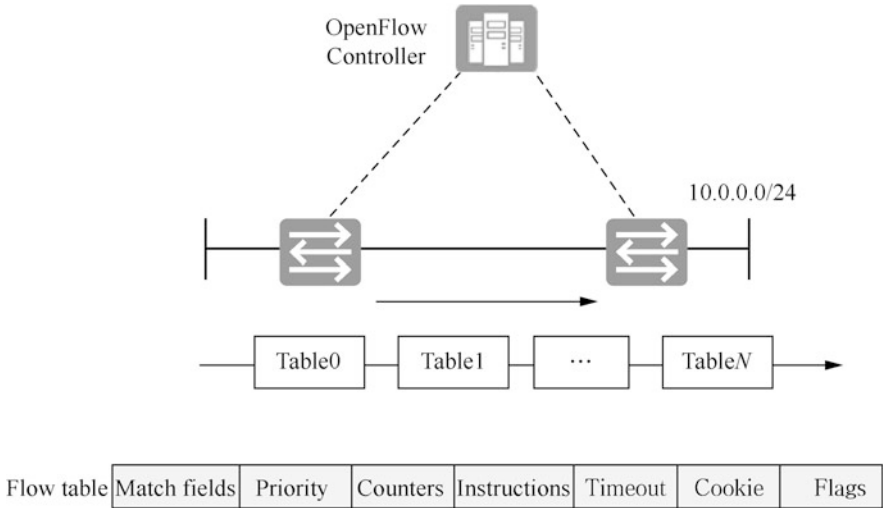 OpenFlow
Controller
10.0.0.0/24
Table0 Table1 ... TableN
Flow table Match fields Priority Counters Instructions Timeout Cookie Flags